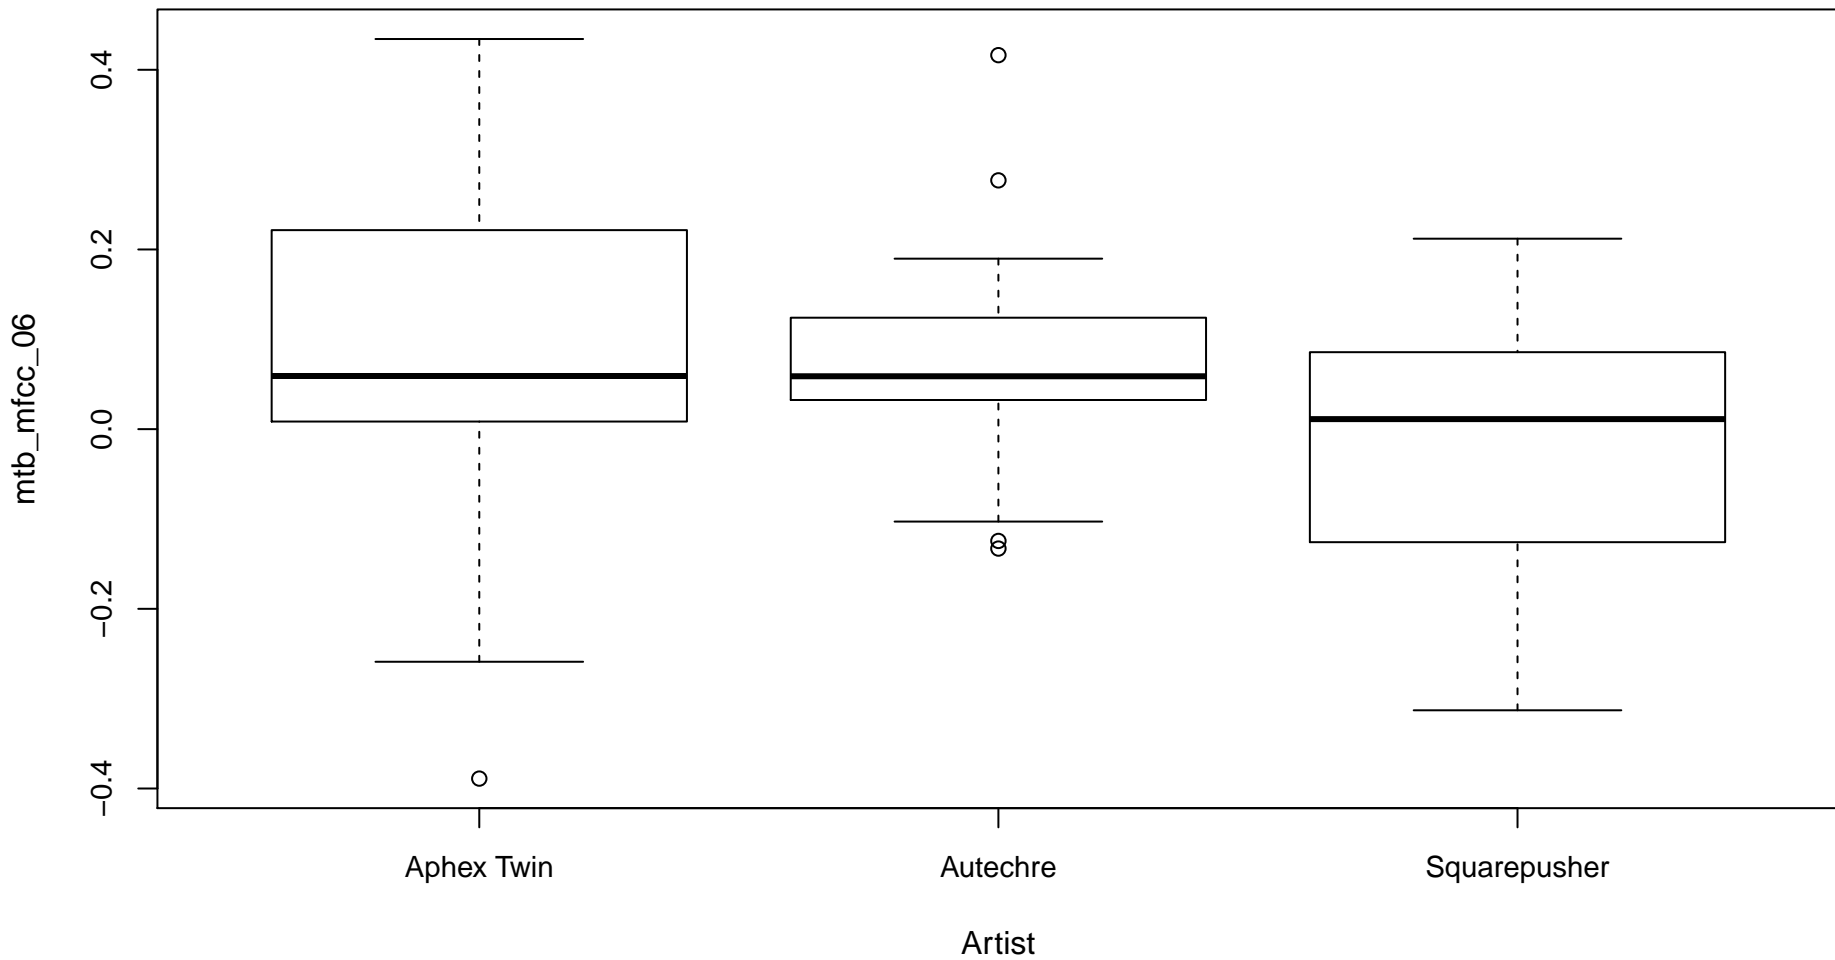 mtb_mfcc_06
0.4
0.2
0.0
−0.2
−0.4
Aphex Twin
Autechre
Squarepusher
Artist